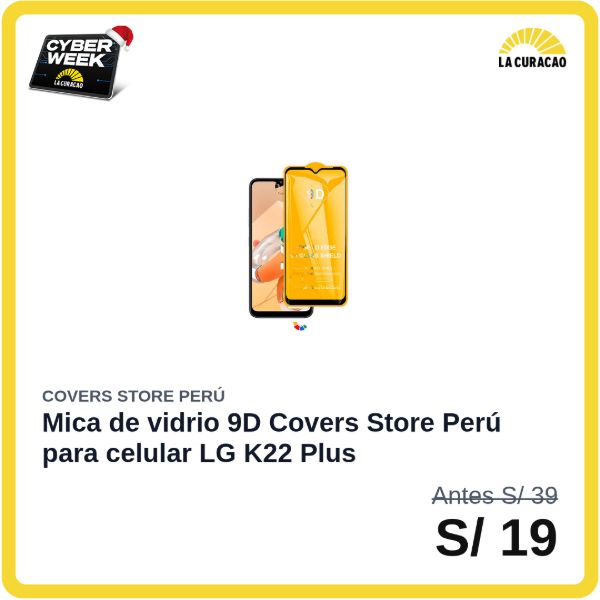 CYBER
WEEK
LA CURACAO
LA CURACAO
9D
COVERS STORE PERÚ
Mica de vidrio 9D Covers Store Perú
para celular LG K22 Plus
Antes S/ 39
S/ 19